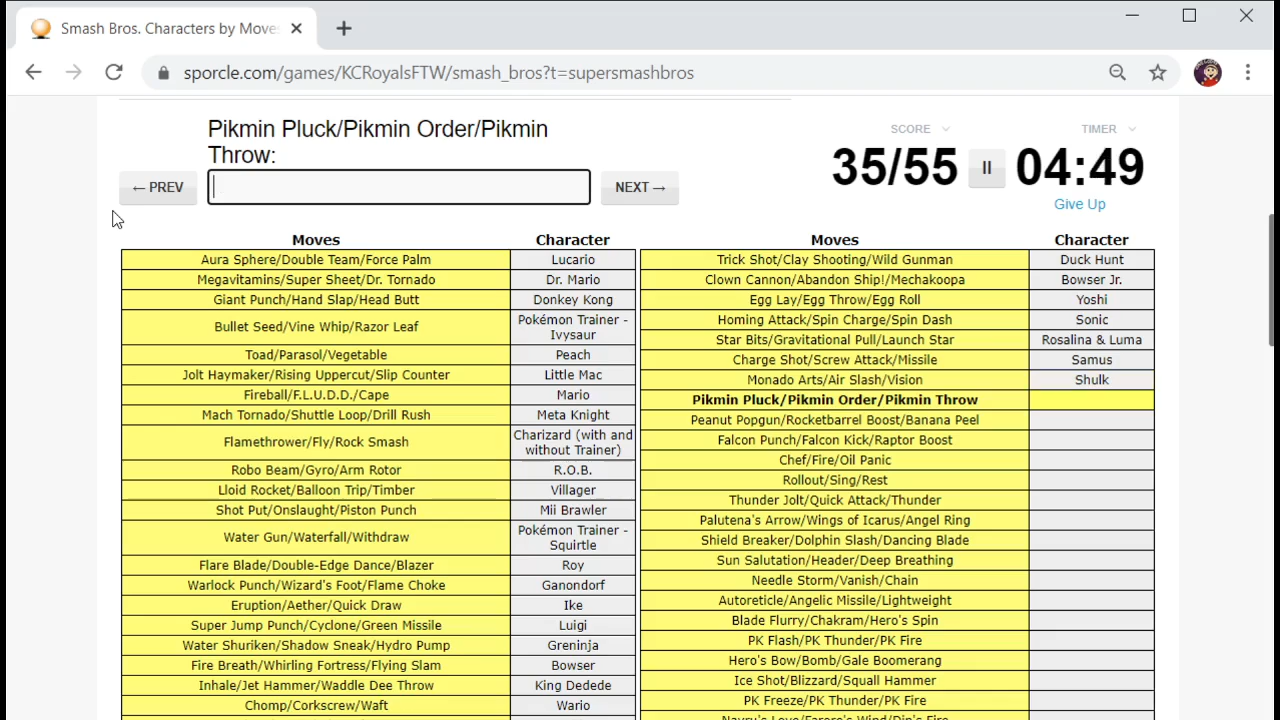 Smash Bros. Characters by Move
sporcle.com/games/KCRoyalsFTW/smash_bros?t=supersmashbros
Pikmin Pluck/Pikmin Order/Pikmin
Throw:
← PREV
NEXT →
SCORE
35/55
II
TIMER
04:49
Give Up
Moves Character
Aura Sphere/Double Team/Force Palm Lucario
Megavitamins/Super Sheet/Dr. Tornado Dr. Mario
Giant Punch/Hand Slap/Head Butt Donkey Kong
Bullet Seed/Vine Whip/Razor Leaf Pokémon Trainer -
Ivysaur
Toad/Parasol/Vegetable Peach
Jolt Haymaker/Rising Uppercut/Slip Counter Little Mac
Fireball/F.L.U.D.D./Cape Mario
Mach Tornado/Shuttle Loop/Drill Rush Meta Knight
Flamethrower/Fly/Rock Smash Charizard (with and
without Trainer)
Robo Beam/Gyro/Arm Rotor R.O.B.
Lloid Rocket/Balloon Trip/Timber Villager
Shot Put/Onslaught/Piston Punch Mii Brawler
Water Gun/Waterfall/Withdraw Pokémon Trainer -
Squirtle
Flare Blade/Double-Edge Dance/Blazer Roy
Warlock Punch/Wizard's Foot/Flame Choke Ganondorf
Eruption/Aether/Quick Draw Ike
Super Jump Punch/Cyclone/Green Missile Luigi
Water Shuriken/Shadow Sneak/Hydro Pump Greninja
Fire Breath/Whirling Fortress/Flying Slam Bowser
Inhale/Jet Hammer/Waddle Dee Throw King Dedede
Chomp/Corkscrew/Waft Wario
Moves Character
Trick Shot/Clay Shooting/Wild Gunman Duck Hunt
Clown Cannon/Abandon Ship!/Mechakoopa Bowser Jr.
Egg Lay/Egg Throw/Egg Roll Yoshi
Homing Attack/Spin Charge/Spin Dash Sonic
Star Bits/Gravitational Pull/Launch Star Rosalina & Luma
Charge Shot/Screw Attack/Missile Samus
Monado Arts/Air Slash/Vision Shulk
Pikmin Pluck/Pikmin Order/Pikmin Throw
Peanut Popgun/Rocketbarrel Boost/Banana Peel
Falcon Punch/Falcon Kick/Raptor Boost
Chef/Fire/Oil Panic
Rollout/Sing/Rest
Thunder Jolt/Quick Attack/Thunder
Palutena's Arrow/Wings of Icarus/Angel Ring
Shield Breaker/Dolphin Slash/Dancing Blade
Sun Salutation/Header/Deep Breathing
Needle Storm/Vanish/Chain
Autoreticle/Angelic Missile/Lightweight
Blade Flurry/Chakram/Hero's Spin
PK Flash/PK Thunder/PK Fire
Hero's Bow/Bomb/Gale Boomerang
Ice Shot/Blizzard/Squall Hammer
PK Freeze/PK Thunder/PK Fire
Nayru's Love/Farore's Wind/Din's Fire